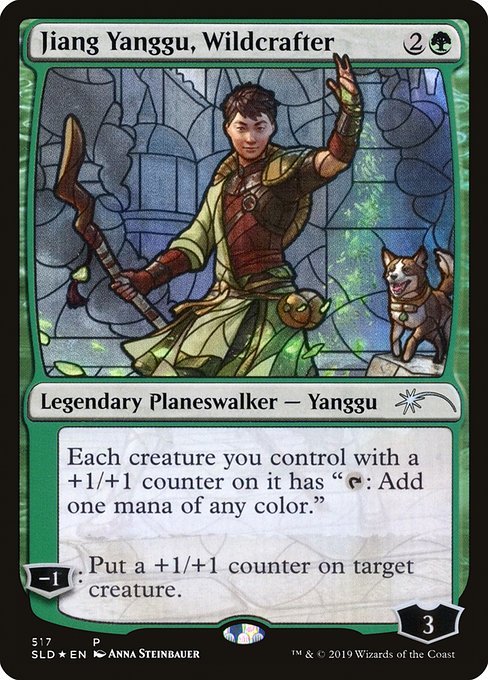 Jiang Yanggu, Wildcrafter 2
Legendary Planeswalker — Yanggu
Each creature you control with a
+1/+1 counter on it has “T: Add
one mana of any color.”
-1: Put a +1/+1 counter on target
creature.
3
517 P
SLD ★ EN Anna Steinbauer
™ & © 2019 Wizards of the Coast